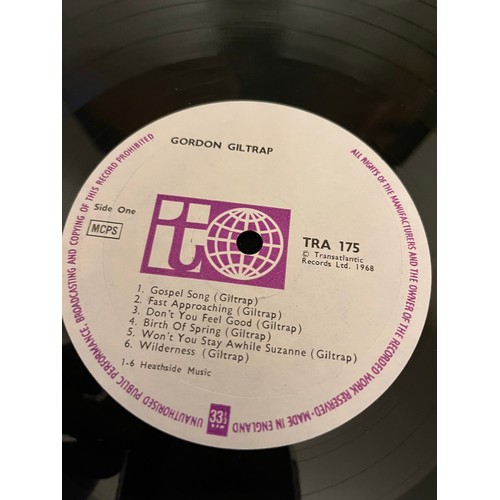 GORDON GILTRAP
Side One
MCPS
it
TRA 175
© Transatlantic
Records Ltd. 1968
1. Gospel Song (Giltrap)
2. Fast Approaching (Giltrap)
3. Don't You Feel Good (Giltrap)
4. Birth Of Spring (Giltrap)
5. Won't You Stay Awhile Suzanne (Giltrap)
6. Wilderness (Giltrap)
1-6 Heathside Music
33⅓
ALL RIGHTS OF THE MANUFACTURERS AND THE OWNER OF THE RECORDED WORK RESERVED-MADE IN ENGLAND
UNAUTHORISED PUBLIC PERFORMANCE, BROADCASTING AND COPYING OF THIS RECORD PROHIBITED